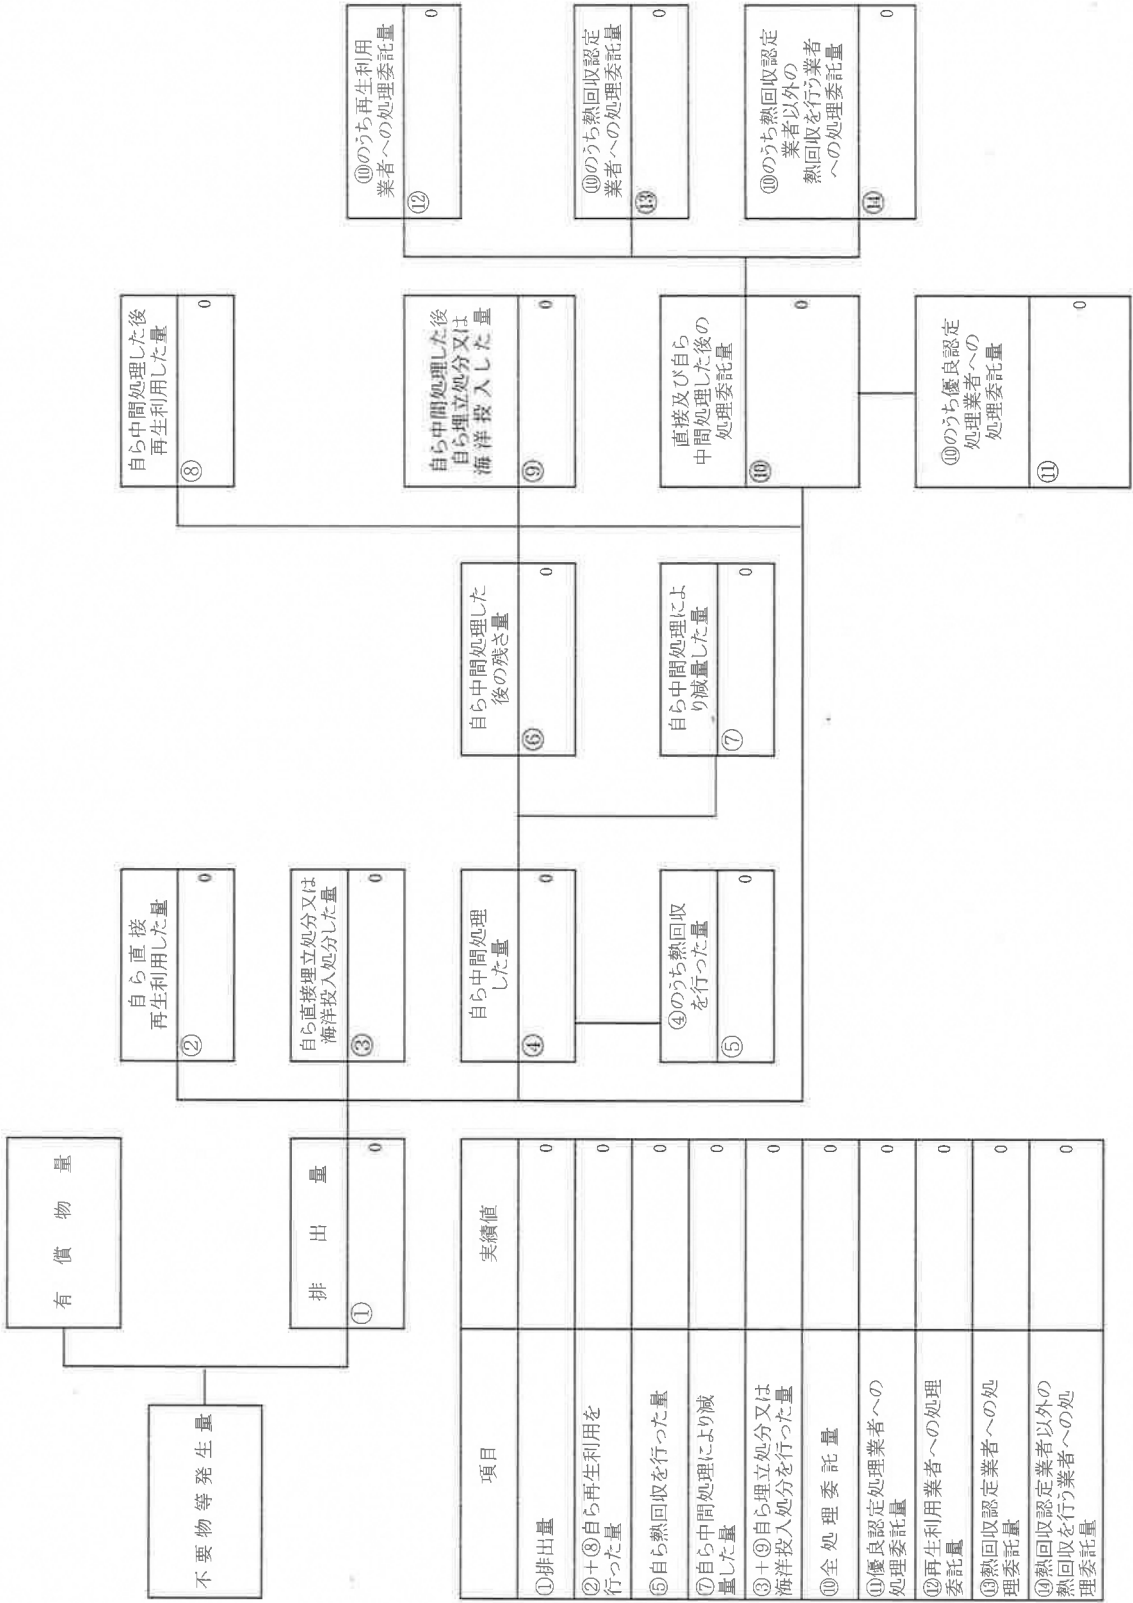 不要物等発生量
有償物量
排出量
①
0
自ら直接
再生利用した量
②
0
自ら直接埋立処分又は
海洋投入処分した量
③
0
自ら中間処理
した量
④
0
④のうち熱回収
を行った量
⑤
0
自ら中間処理した
後の残さ量
⑥
0
自ら中間処理によ
り減量した量
⑦
0
自ら中間処理した後
再生利用した量
⑧
0
自ら中間処理した後
自ら埋立処分又は
海洋投入した量
⑨
0
直接及び自ら
中間処理した後の
処理委託量
⑩
0
⑩のうち優良認定
処理業者への
処理委託量
⑪
0
⑩のうち再生利用
業者への処理委託量
⑫
0
⑩のうち熱回収認定
業者への処理委託量
⑬
0
⑩のうち熱回収認定
業者以外の
熱回収を行う業者
への処理委託量
⑭
0
項目
実績値
①排出量
0
②+⑧自ら再生利用を
行った量
0
⑤自ら熱回収を行った量
0
⑦自ら中間処理により減
量した量
0
③+⑨自ら埋立処分又は
海洋投入処分を行った量
0
⑩全処理委託量
0
⑪優良認定処理業者への
処理委託量
0
⑫再生利用業者への処理
委託量
0
⑬熱回収認定業者への処
理委託量
0
⑭熱回収認定業者以外の
熱回収を行う業者への処
理委託量
0